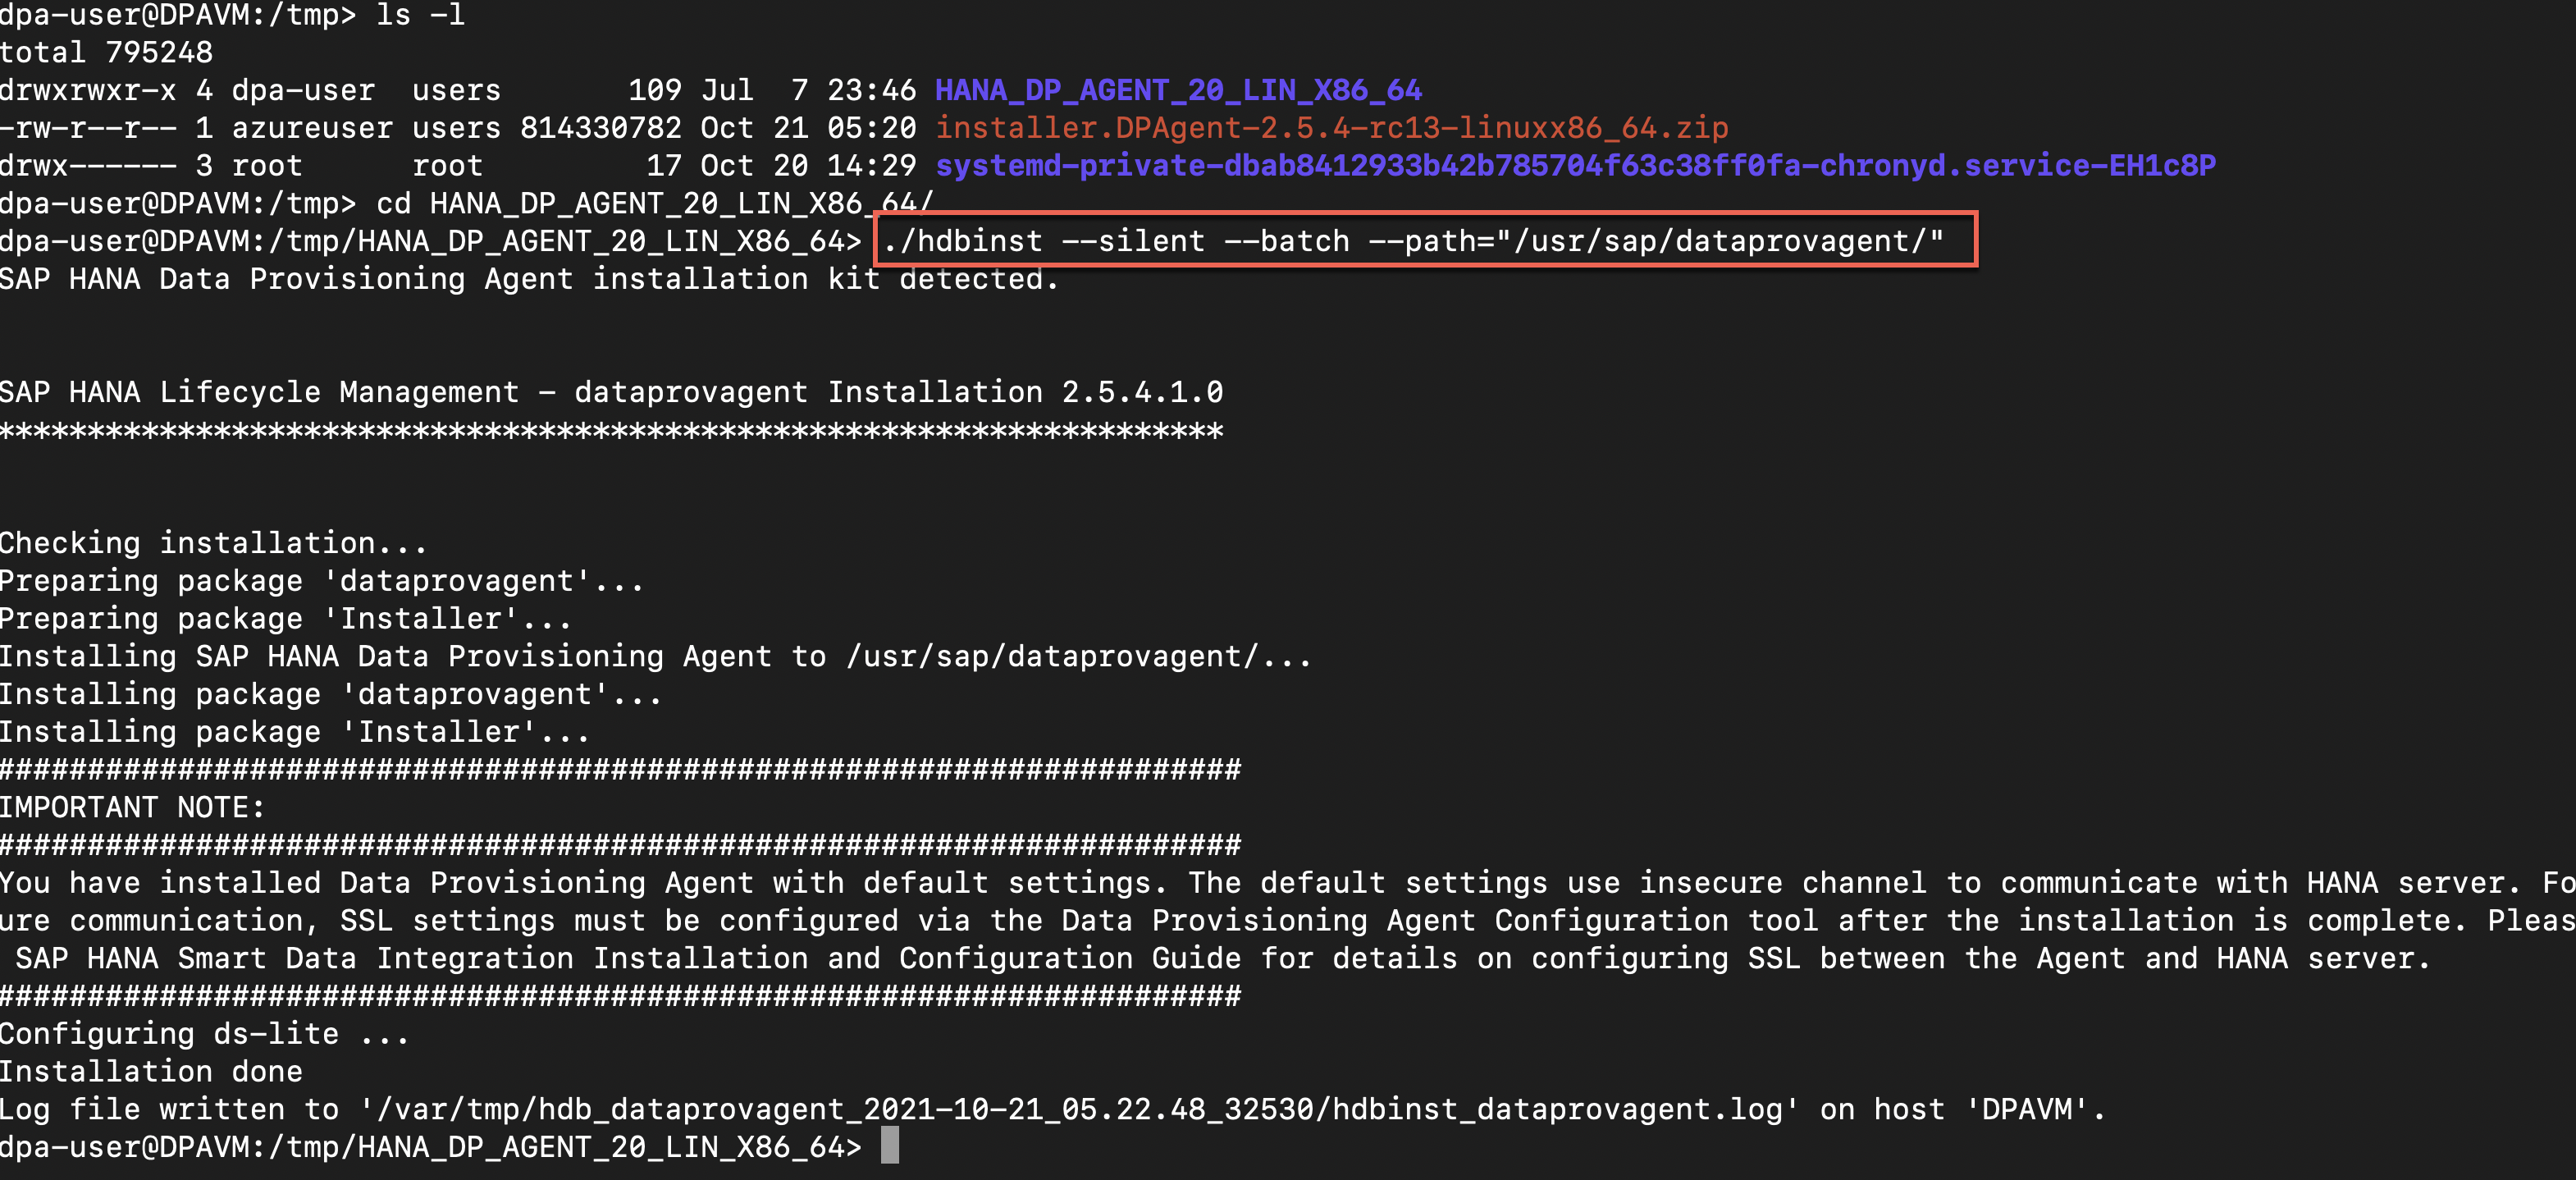 dpa-user@DPAVM:/tmp> ls -l
total 795248
drwxrwxr-x 4 dpa-user  users       109 Jul  7 23:46 HANA_DP_AGENT_20_LIN_X86_64
-rw-r--r-- 1 azureuser users 814330782 Oct 21 05:20 installer.DPAgent-2.5.4-rc13-linuxx86_64.zip
drwx------ 3 root      root         17 Oct 20 14:29 systemd-private-dbab8412933b42b785704f63c38ff0fa-chronyd.service-EH1c8P
dpa-user@DPAVM:/tmp> cd HANA_DP_AGENT_20_LIN_X86_64/
dpa-user@DPAVM:/tmp/HANA_DP_AGENT_20_LIN_X86_64> ./hdbinst --silent --batch --path="/usr/sap/dataprovagent/"
SAP HANA Data Provisioning Agent installation kit detected.
SAP HANA Lifecycle Management - dataprovagent Installation 2.5.4.1.0
********************************************************************
Checking installation...
Preparing package 'dataprovagent'...
Preparing package 'Installer'...
Installing SAP HANA Data Provisioning Agent to /usr/sap/dataprovagent/...
Installing package 'dataprovagent'...
Installing package 'Installer'...
#####################################################################
IMPORTANT NOTE:
#####################################################################
You have installed Data Provisioning Agent with default settings. The default settings use insecure channel to communicate with HANA server. Fo
ure communication, SSL settings must be configured via the Data Provisioning Agent Configuration tool after the installation is complete. Pleas
SAP HANA Smart Data Integration Installation and Configuration Guide for details on configuring SSL between the Agent and HANA server.
#####################################################################
Configuring ds-lite ...
Installation done
Log file written to '/var/tmp/hdb_dataprovagent_2021-10-21_05.22.48_32530/hdbinst_dataprovagent.log' on host 'DPAVM'.
dpa-user@DPAVM:/tmp/HANA_DP_AGENT_20_LIN_X86_64>